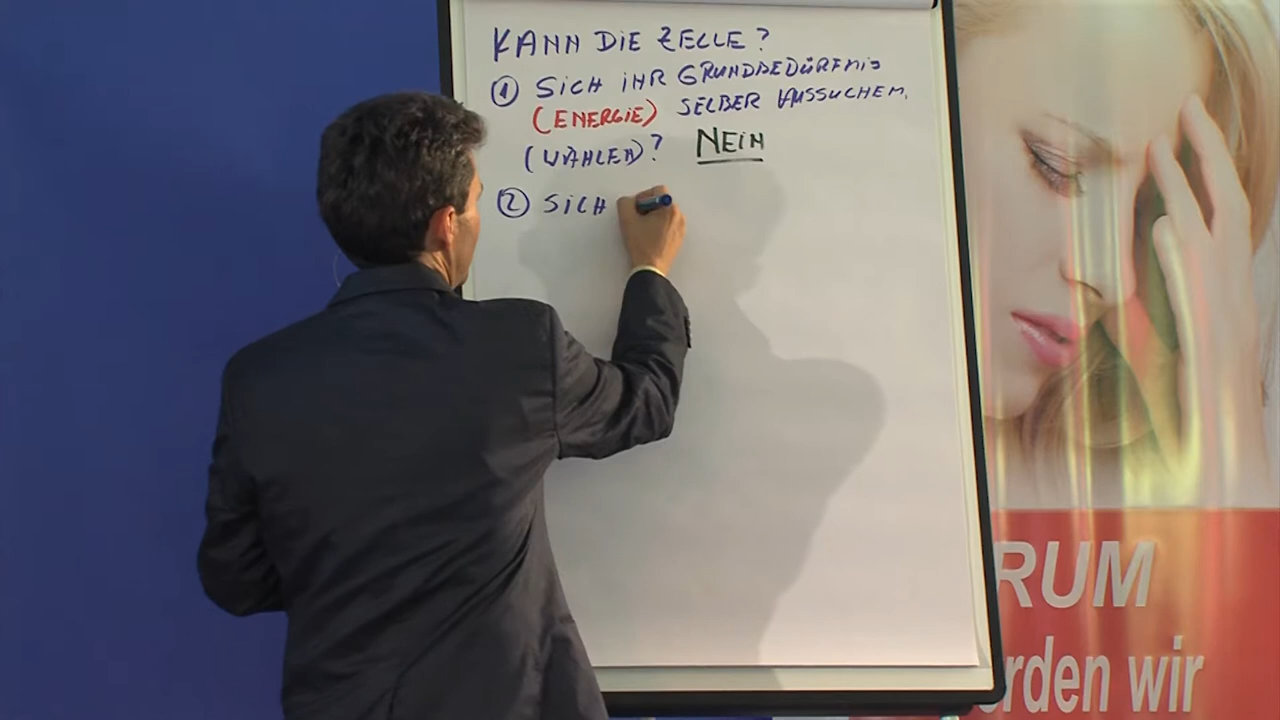 KANN DIE ZELLE?
① SICH IHR GRUNDBEDÜRFNIS
(ENERGIE) SELBER AUSSUCHEN.
(WÄHLEN)? NEIN
② SICH
RUM
rden wir